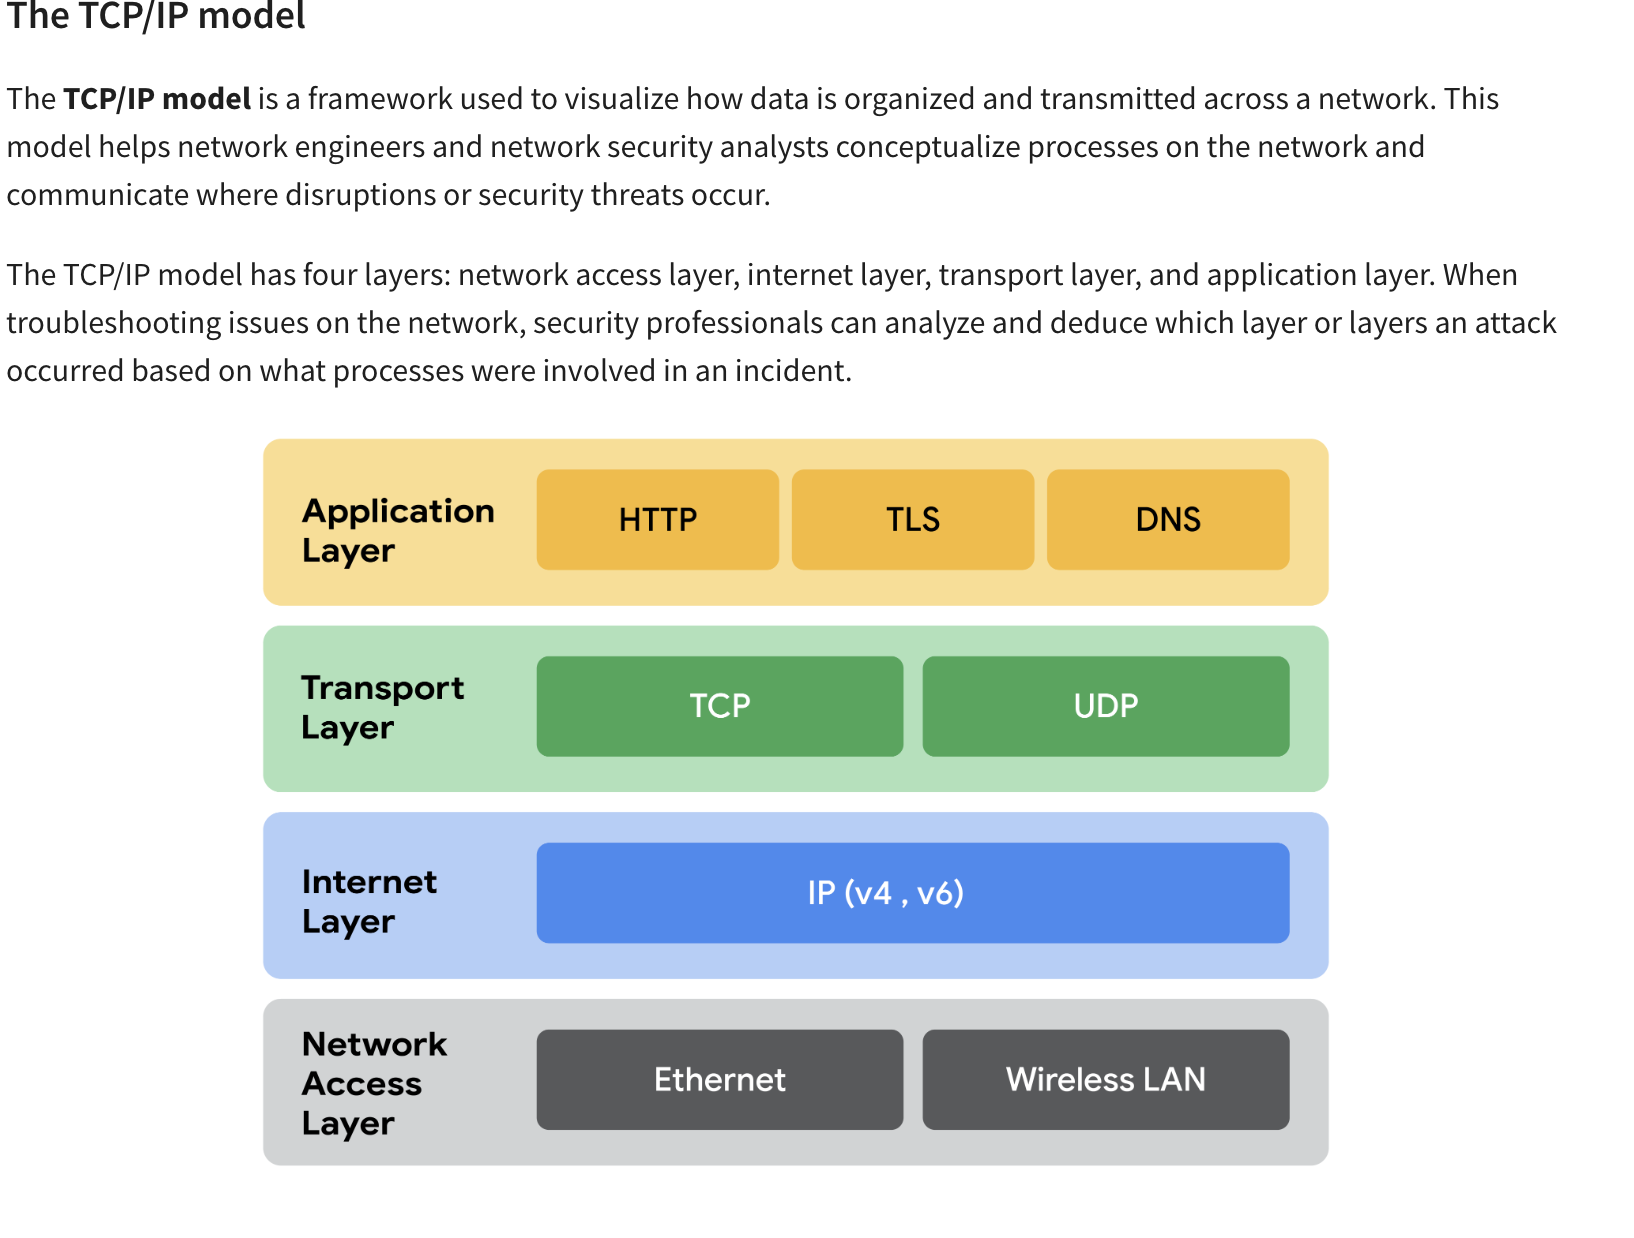 The TCP/IP model
The TCP/IP model is a framework used to visualize how data is organized and transmitted across a network. This
model helps network engineers and network security analysts conceptualize processes on the network and
communicate where disruptions or security threats occur.
The TCP/IP model has four layers: network access layer, internet layer, transport layer, and application layer. When
troubleshooting issues on the network, security professionals can analyze and deduce which layer or layers an attack
occurred based on what processes were involved in an incident.
Application
Layer
HTTP
TLS
DNS
Transport
Layer
TCP
UDP
Internet
Layer
IP (v4 , v6)
Network
Access
Layer
Ethernet
Wireless LAN